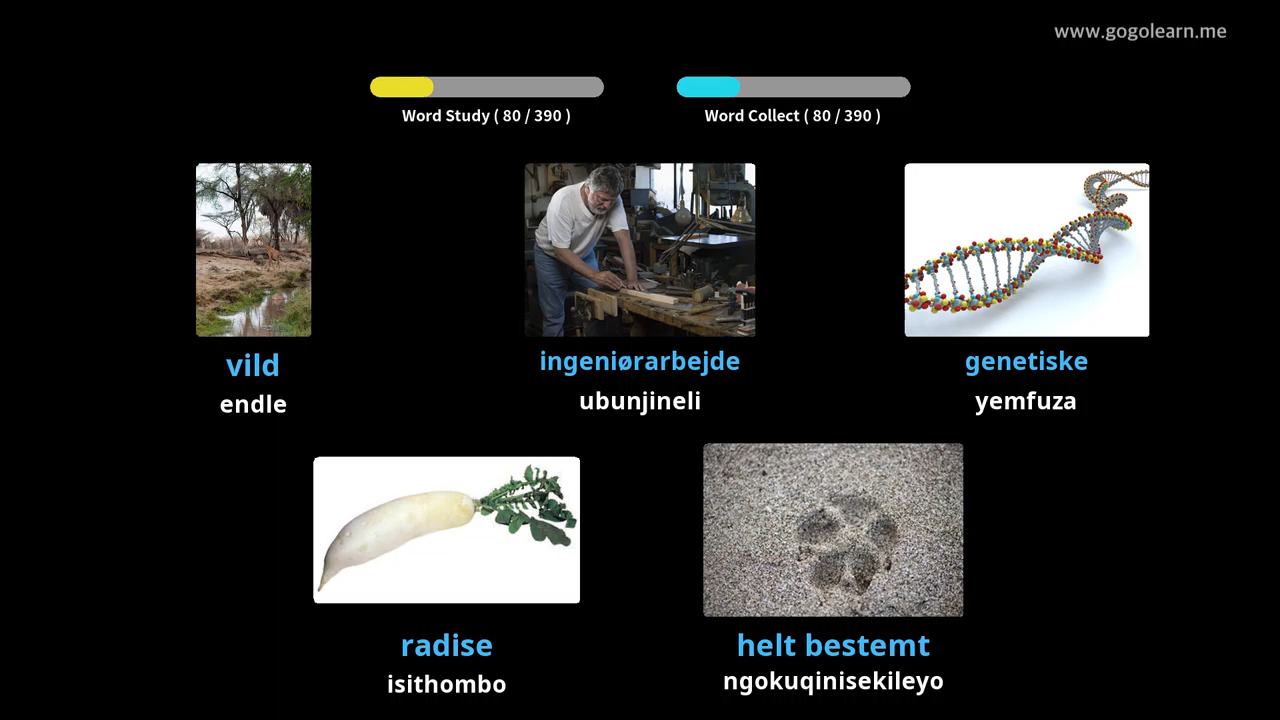 www.gogolearn.me
Word Study ( 80 / 390 )
Word Collect ( 80 / 390 )
vild
endle
ingeniørarbejde
ubunjineli
genetiske
yemfuza
radise
isithombo
helt bestemt
ngokuqinisekileyo